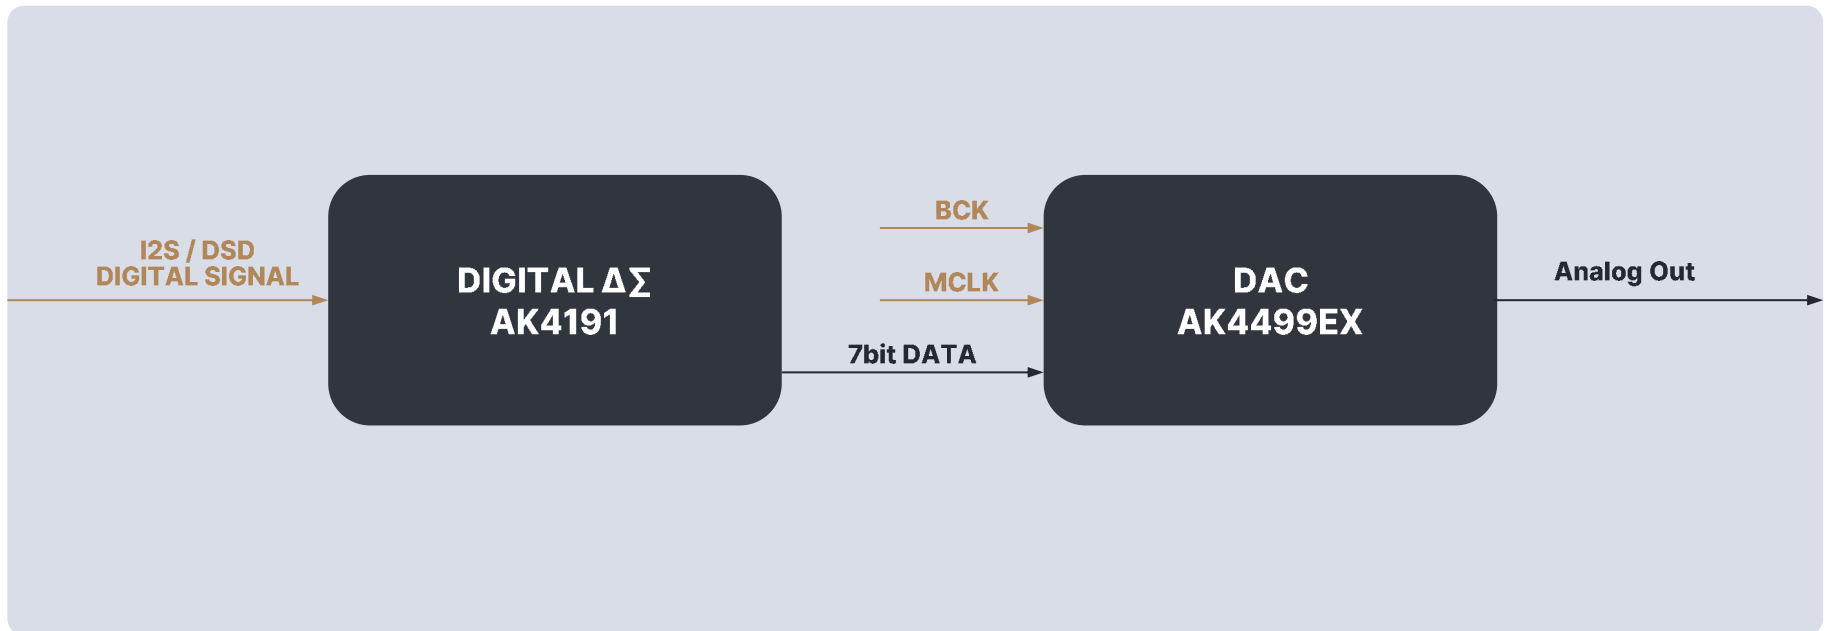 I2S / DSD
DIGITAL SIGNAL
DIGITAL ΔΣ
AK4191
BCK
MCLK
7bit DATA
DAC
AK4499EX
Analog Out